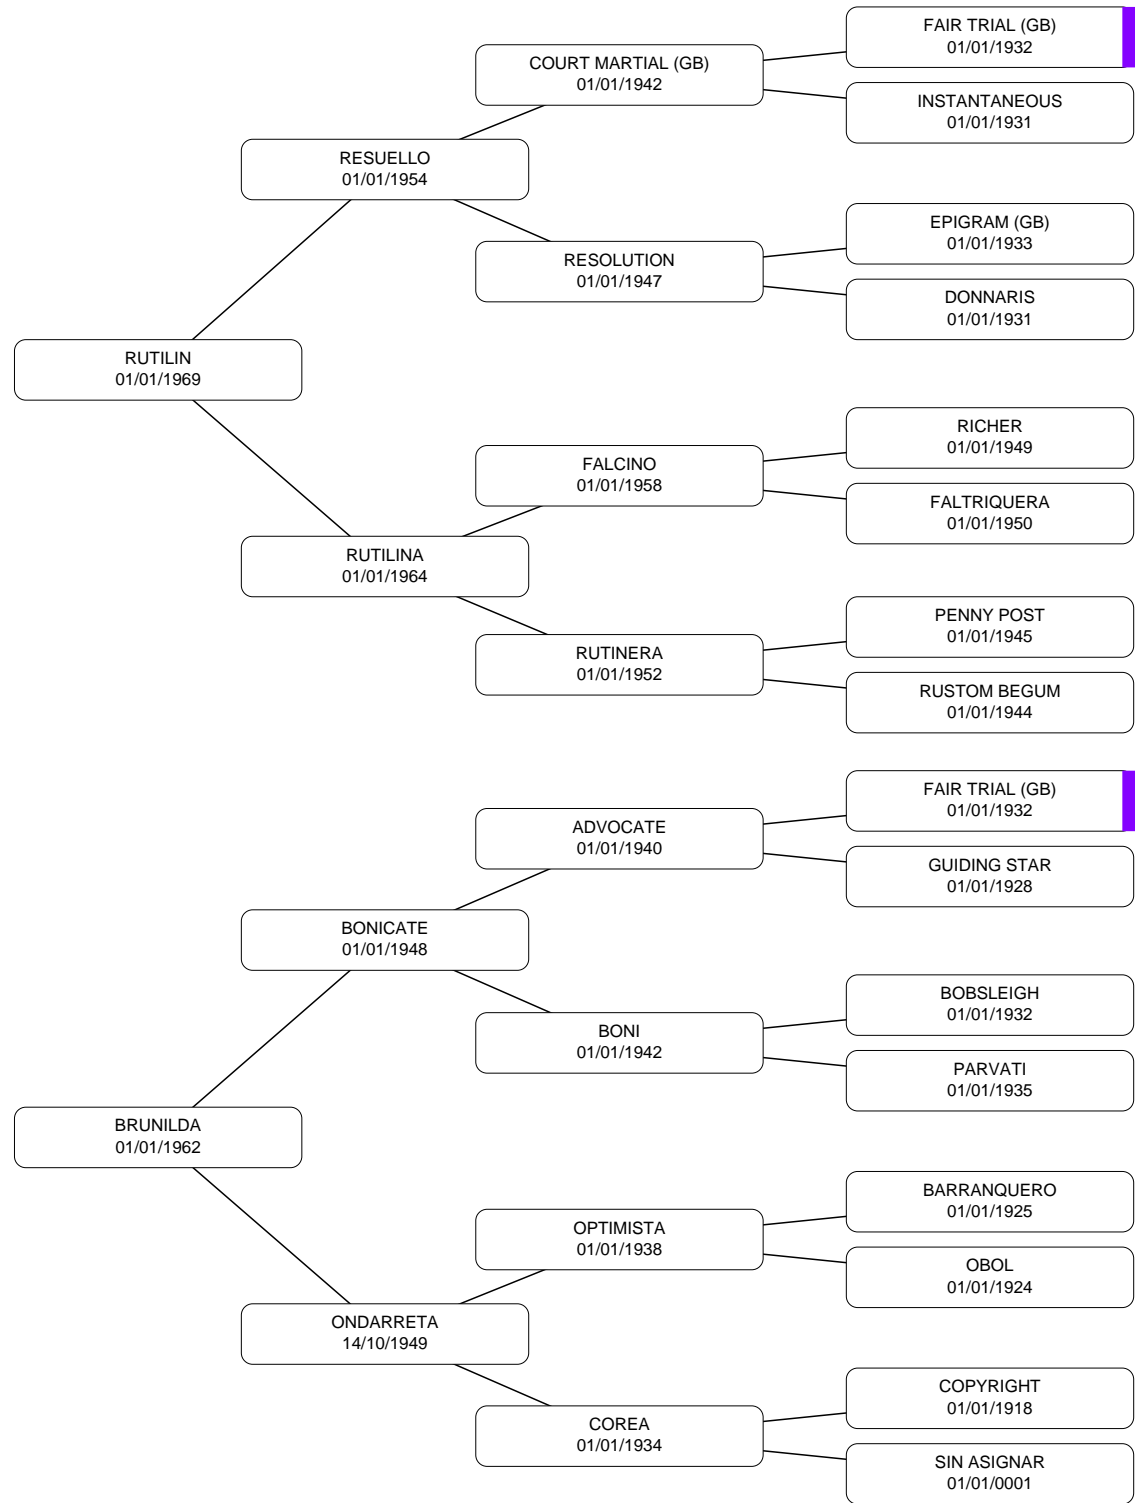 FAIR TRIAL (GB)
01/01/1932
COURT MARTIAL (GB)
01/01/1942
INSTANTANEOUS
01/01/1931
RESUELLO
01/01/1954
EPIGRAM (GB)
01/01/1933
RESOLUTION
01/01/1947
DONNARIS
01/01/1931
RUTILIN
01/01/1969
RICHER
01/01/1949
FALCINO
01/01/1958
FALTRIQUERA
01/01/1950
RUTILINA
01/01/1964
PENNY POST
01/01/1945
RUTINERA
01/01/1952
RUSTOM BEGUM
01/01/1944
FAIR TRIAL (GB)
01/01/1932
ADVOCATE
01/01/1940
GUIDING STAR
01/01/1928
BONICATE
01/01/1948
BOBSLEIGH
01/01/1932
BONI
01/01/1942
PARVATI
01/01/1935
BRUNILDA
01/01/1962
BARRANQUERO
01/01/1925
OPTIMISTA
01/01/1938
OBOL
01/01/1924
ONDARRETA
14/10/1949
COPYRIGHT
01/01/1918
COREA
01/01/1934
SIN ASIGNAR
01/01/0001